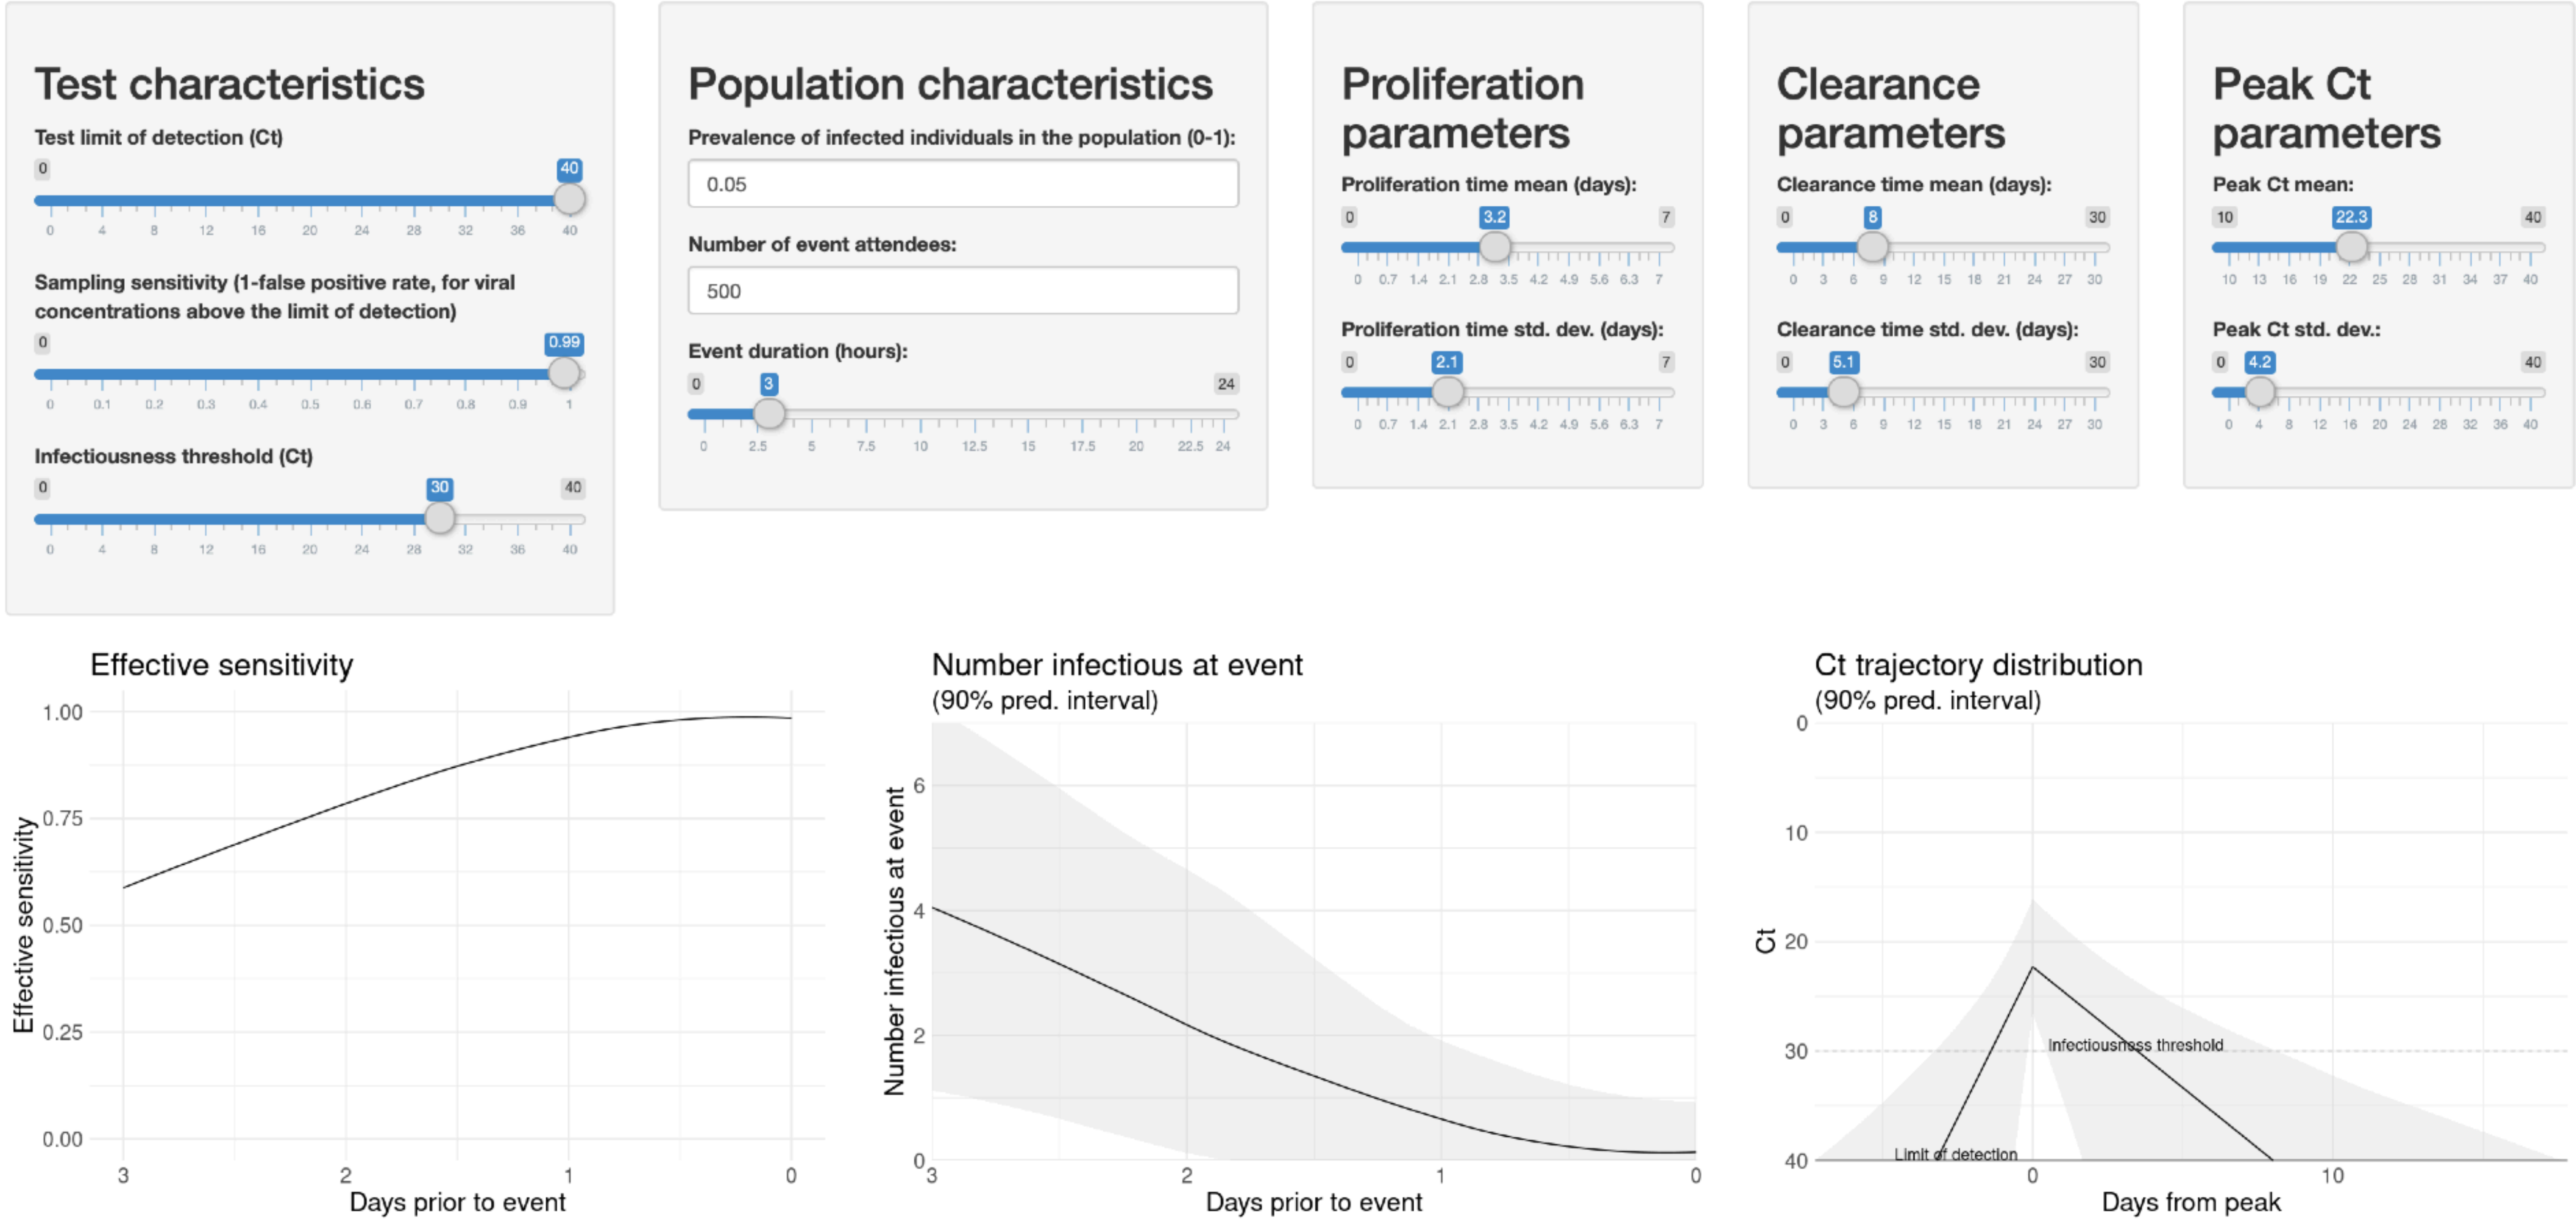 Test characteristics
Test limit of detection (Ct)
0 40
0 4 8 12 16 20 24 28 32 36 40
Sampling sensitivity (1-false positive rate, for viral
concentrations above the limit of detection)
0 0.99
0 0.1 0.2 0.3 0.4 0.5 0.6 0.7 0.8 0.9 1
Infectiousness threshold (Ct)
0 30 40
0 4 8 12 16 20 24 28 32 36 40
Population characteristics
Prevalence of infected individuals in the population (0-1):
0.05
Number of event attendees:
500
Event duration (hours):
0 3 24
0 2.5 5 7.5 10 12.5 15 17.5 20 22.5 24
Proliferation
parameters
Proliferation time mean (days):
0 3.2 7
0 0.7 1.4 2.1 2.8 3.5 4.2 4.9 5.6 6.3 7
Proliferation time std. dev. (days):
0 2.1 7
0 0.7 1.4 2.1 2.8 3.5 4.2 4.9 5.6 6.3 7
Clearance
parameters
Clearance time mean (days):
0 8 30
0 3 6 9 12 15 18 21 24 27 30
Clearance time std. dev. (days):
0 5.1 30
0 3 6 9 12 15 18 21 24 27 30
Peak Ct
parameters
Peak Ct mean:
10 22.3 40
10 13 16 19 22 25 28 31 34 37 40
Peak Ct std. dev.:
0 4.2 40
0 4 8 12 16 20 24 28 32 36 40
Effective sensitivity
Effective sensitivity
1.00
0.75
0.50
0.25
0.00
3 2 1 0
Days prior to event
Number infectious at event
(90% pred. interval)
Number infectious at event
6
4
2
0
3 2 1 0
Days prior to event
Ct trajectory distribution
(90% pred. interval)
Ct
0
10
20
30
40
Infectiousness threshold
Limit of detection
0 10
Days from peak